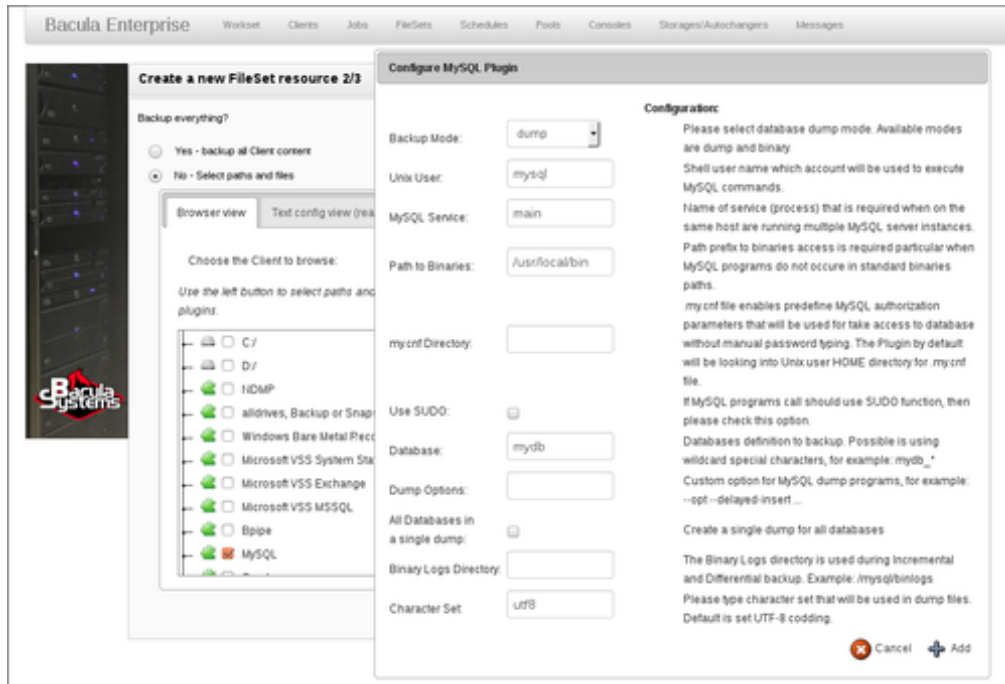 Bacula Enterprise Workset Clients Jobs FileSets Schedules Pools Consoles Storages/Autochangers Messages
Create a new FileSet resource 2/3
Backup everything?
Yes - backup all Client content
No - Select paths and files
Browser view Text config view (rea
Choose the Client to browse:
Use the left button to select paths and
plugins.
C:/
D:/
NDMP
alldrives, Backup or Snaps
Windows Bare Metal Reco
Microsoft VSS System Sta
Microsoft VSS Exchange
Microsoft VSS MSSQL
Bpipe
MySQL
Bacula
Systems
Configure MySQL Plugin
Configuration:
Backup Mode: dump
Please select database dump mode. Available modes
are dump and binary.
Unix User: mysql
Shell user name which account will be used to execute
MySQL commands.
MySQL Service: main
Name of service (process) that is required when on the
same host are running multiple MySQL server instances.
Path to Binaries: /usr/local/bin
Path prefix to binaries access is required particular when
MySQL programs do not occure in standard binaries
paths.
my.cnf Directory:
.my.cnf file enables predefine MySQL authorization
parameters that will be used for take access to database
without manual password typing. The Plugin by default
will be looking into Unix user HOME directory for .my.cnf
file.
Use SUDO:
If MySQL programs call should use SUDO function, then
please check this option.
Database: mydb
Databases definition to backup. Possible is using
wildcard special characters, for example: mydb_*
Dump Options:
Custom option for MySQL dump programs, for example:
--opt --delayed-insert ...
All Databases in
a single dump:
Create a single dump for all databases
Binary Logs Directory:
The Binary Logs directory is used during Incremental
and Differential backup. Example: /mysql/binlogs
Character Set: utf8
Please type character set that will be used in dump files.
Default is set UTF-8 codding.
Cancel Add